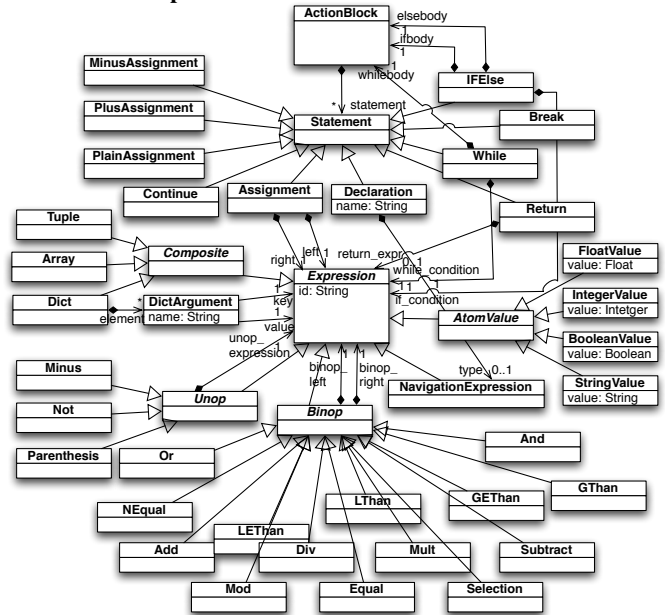 ActionBlock
elsebody
1
ifbody
1
whilebody
1
MinusAssignment
IFElse
* statement
PlusAssignment
Statement
Break
PlainAssignment
While
Continue
Assignment
Declaration
name: String
Return
Tuple
Composite
right 1
left 1
return_expr
0..1
while_condition
FloatValue
value: Float
Array
Expression
id: String
1
1
if_condition
IntegerValue
value: Intetger
Dict
element
*
DictArgument
name: String
1
key
1
value
AtomValue
BooleanValue
value: Boolean
unop_
expression
1
Minus
binop_
left
1
1
binop_
right
type
0..1
StringValue
value: String
Unop
NavigationExpression
Not
Binop
Parenthesis
Or
And
NEqual
LThan
GEThan
GThan
LEThan
Add
Div
Mult
Subtract
Mod
Equal
Selection